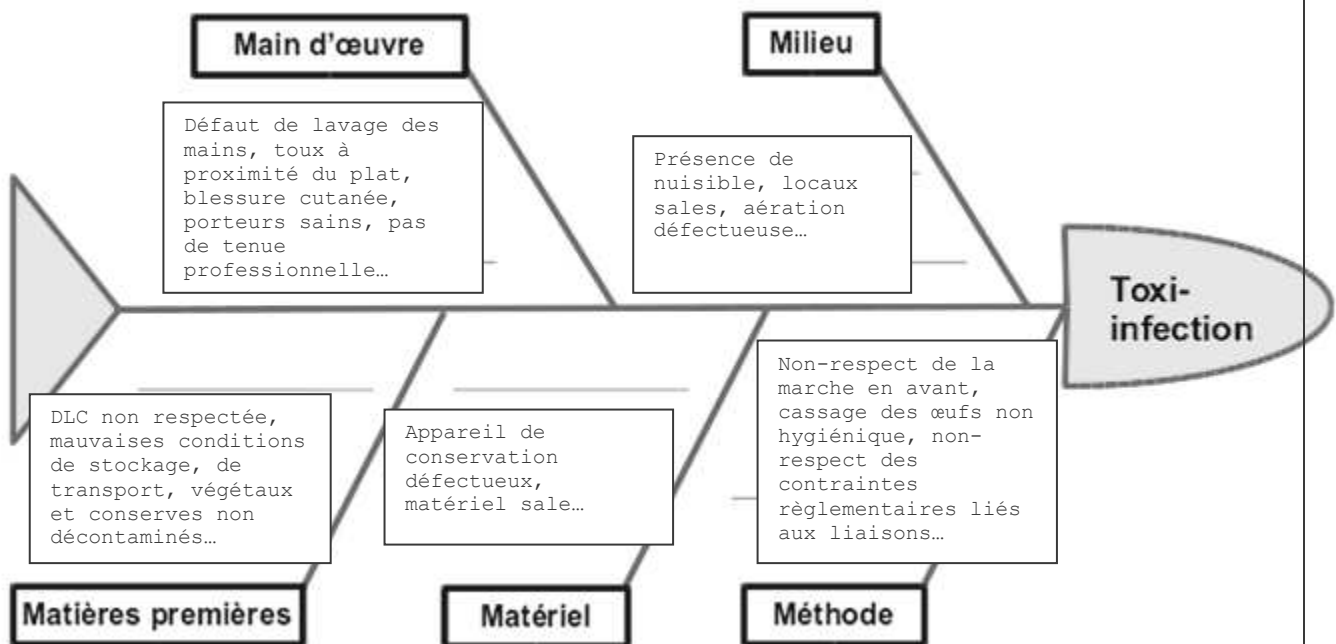 Main d'œuvre
Milieu
Défaut de lavage des
mains, toux à
proximité du plat,
blessure cutanée,
porteurs sains, pas
de tenue
professionnelle…
Présence de
nuisible, locaux
sales, aération
défectueuse…
Toxi-
infection
DLC non respectée,
mauvaises conditions
de stockage, de
transport, végétaux
et conserves non
décontaminés…
Appareil de
conservation
défectueux,
matériel sale…
Non-respect de la
marche en avant,
cassage des œufs non
hygiénique, non-
respect des
contraintes
règlementaires liés
aux liaisons…
Matières premières
Matériel
Méthode